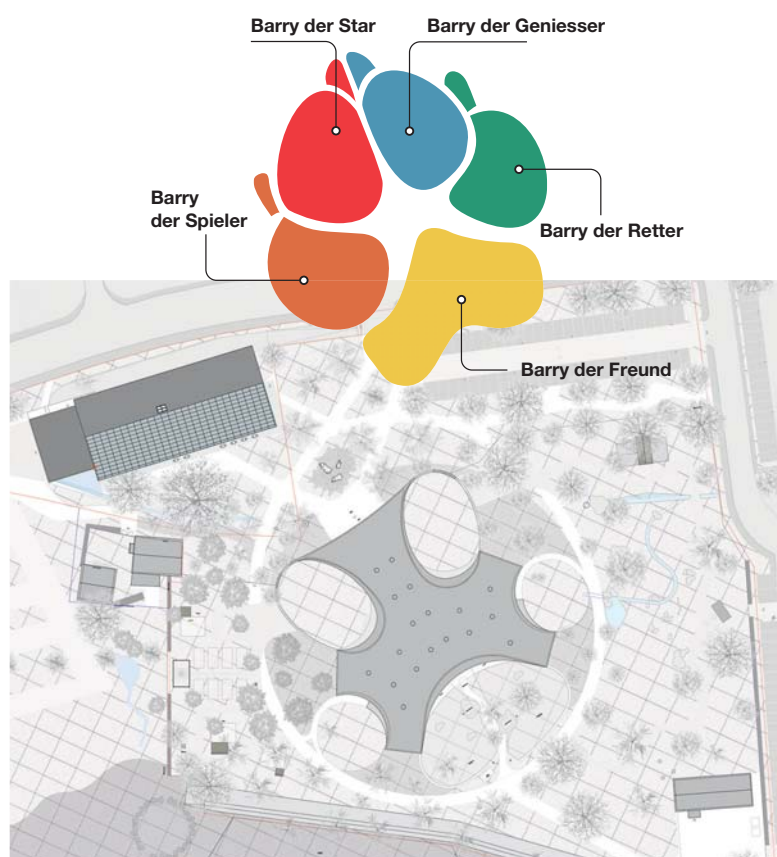 Barry der Star
Barry der Geniesser
Barry
der Spieler
Barry der Retter
Barry der Freund